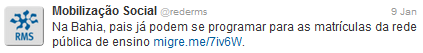 Mobilização Social @rederms 9 Jan
Na Bahia, pais já podem se programar para as matrículas da rede
pública de ensino migre.me/7iv6W.
RMS